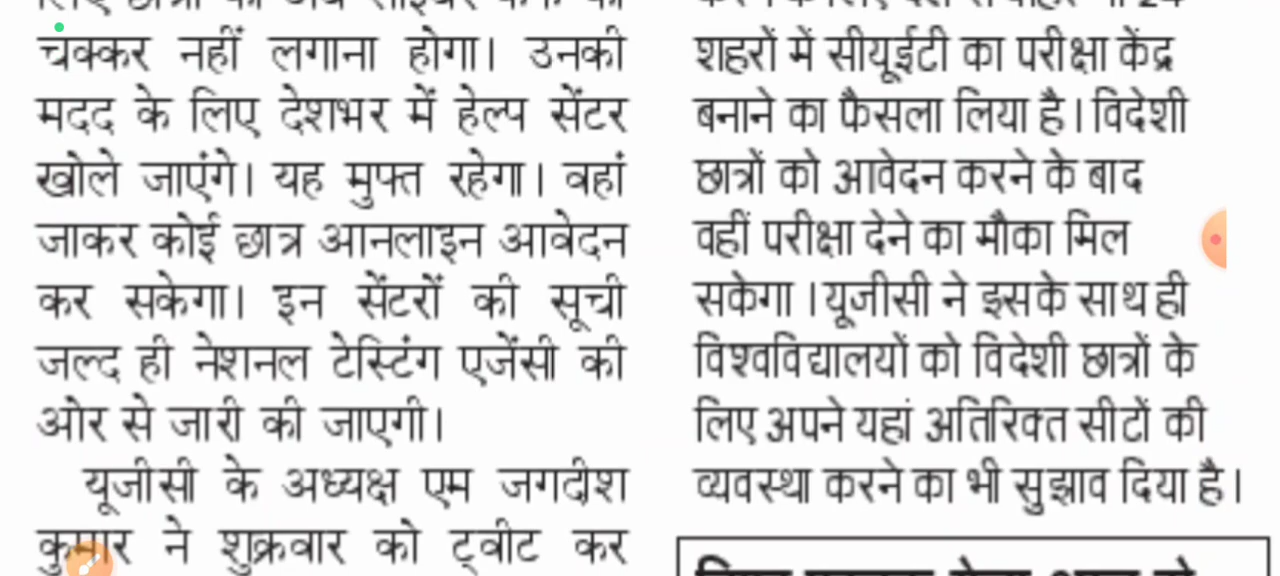 चक्कर नहीं लगाना होगा। उनकी
मदद के लिए देशभर में हेल्प सेंटर
खोले जाएंगे। यह मुफ्त रहेगा। वहां
जाकर कोई छात्र आनलाइन आवेदन
कर सकेगा। इन सेंटरों की सूची
जल्द ही नेशनल टेस्टिंग एजेंसी की
ओर से जारी की जाएगी।
यूजीसी के अध्यक्ष एम जगदीश
कुमार ने शुक्रवार को ट्वीट कर
शहरों में सीयूईटी का परीक्षा केंद्र
बनाने का फैसला लिया है। विदेशी
छात्रों को आवेदन करने के बाद
वहीं परीक्षा देने का मौका मिल
सकेगा ।यूजीसी ने इसके साथ ही
विश्वविद्यालयों को विदेशी छात्रों के
लिए अपने यहां अतिरिक्त सीटों की
व्यवस्था करने का भी सुझाव दिया है।